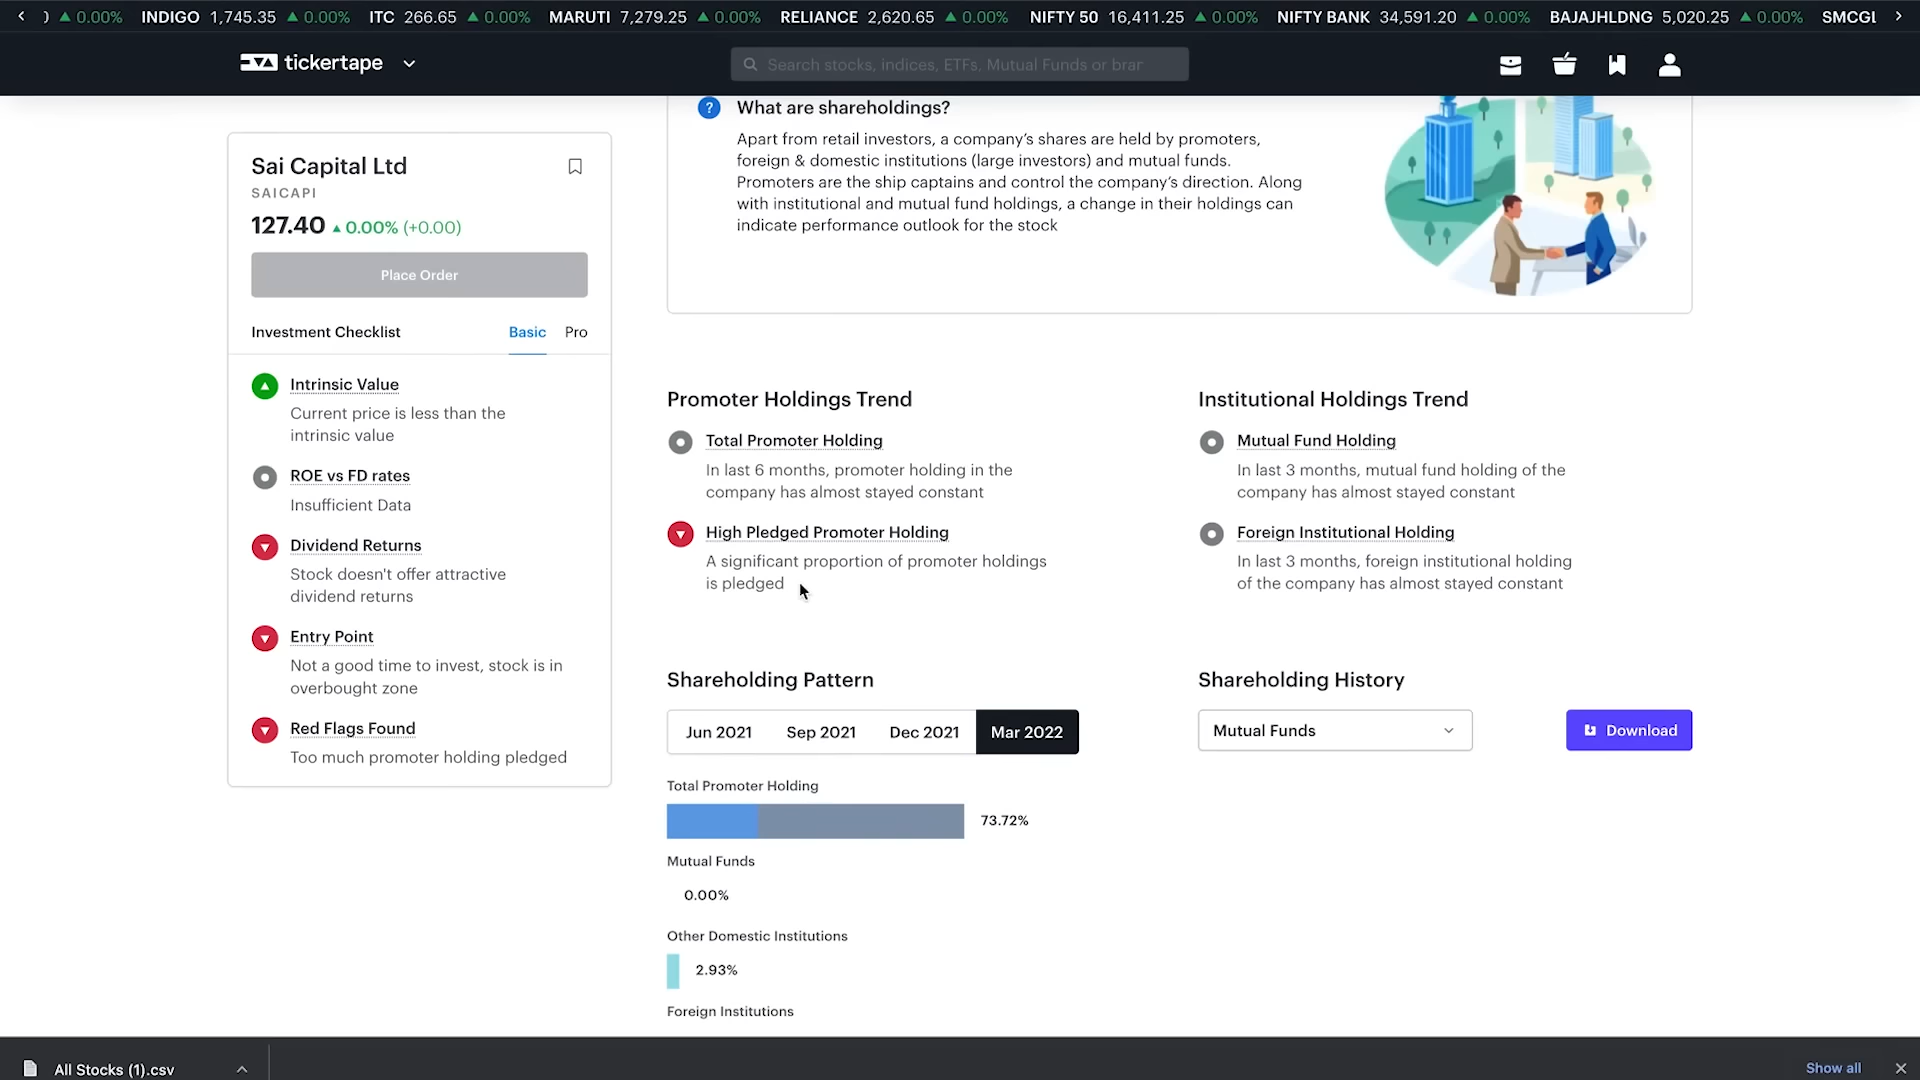 0.00% INDIGO 1,745.35 0.00% ITC 266.65 0.00% MARUTI 7,279.25 0.00% RELIANCE 2,620.65 0.00% NIFTY 50 16,411.25 0.00% NIFTY BANK 34,591.20 0.00% BAJAJHLDNG 5,020.25 0.00% SMCGL
tickertape
Search stocks, indices, ETFs, Mutual Funds or brar
Sai Capital Ltd
SAICAPI
127.40 0.00% (+0.00)
Place Order
Investment Checklist Basic Pro
Intrinsic Value
Current price is less than the
intrinsic value
ROE vs FD rates
Insufficient Data
Dividend Returns
Stock doesn't offer attractive
dividend returns
Entry Point
Not a good time to invest, stock is in
overbought zone
Red Flags Found
Too much promoter holding pledged
? What are shareholdings?
Apart from retail investors, a company’s shares are held by promoters,
foreign & domestic institutions (large investors) and mutual funds.
Promoters are the ship captains and control the company’s direction. Along
with institutional and mutual fund holdings, a change in their holdings can
indicate performance outlook for the stock
Promoter Holdings Trend
Total Promoter Holding
In last 6 months, promoter holding in the
company has almost stayed constant
High Pledged Promoter Holding
A significant proportion of promoter holdings
is pledged
Institutional Holdings Trend
Mutual Fund Holding
In last 3 months, mutual fund holding of the
company has almost stayed constant
Foreign Institutional Holding
In last 3 months, foreign institutional holding
of the company has almost stayed constant
Shareholding Pattern
Jun 2021 Sep 2021 Dec 2021 Mar 2022
Total Promoter Holding
73.72%
Mutual Funds
0.00%
Other Domestic Institutions
2.93%
Foreign Institutions
Shareholding History
Mutual Funds
Download
All Stocks (1).csv
Show all